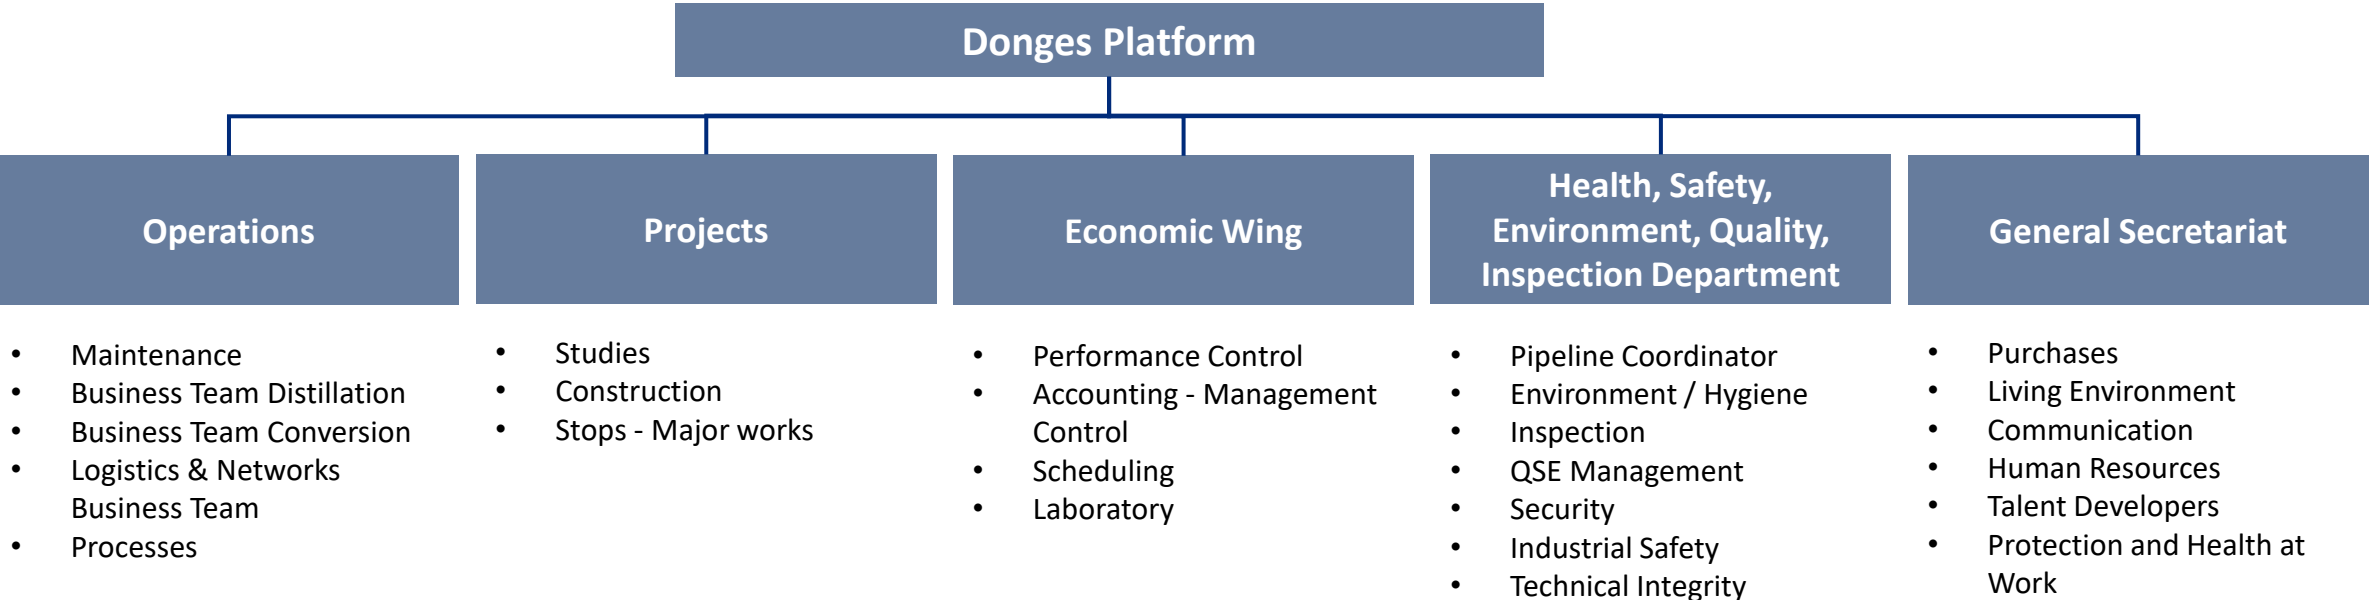 Donges Platform
Operations
Projects
Economic Wing
Health, Safety,
Environment, Quality,
Inspection Department
General Secretariat
• Maintenance
• Business Team Distillation
• Business Team Conversion
• Logistics & Networks
Business Team
• Processes
• Studies
• Construction
• Stops - Major works
• Performance Control
• Accounting - Management
Control
• Scheduling
• Laboratory
• Pipeline Coordinator
• Environment / Hygiene
• Inspection
• QSE Management
• Security
• Industrial Safety
• Technical Integrity
• Purchases
• Living Environment
• Communication
• Human Resources
• Talent Developers
• Protection and Health at
Work